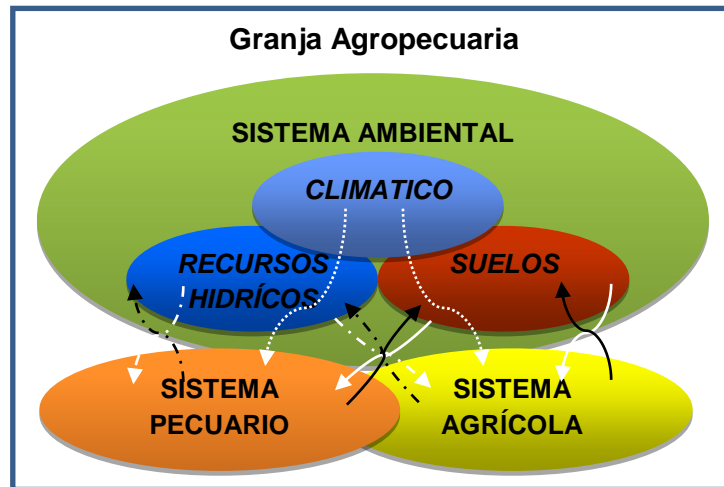 Granja Agropecuaria
SISTEMA AMBIENTAL
CLIMATICO
RECURSOS
HIDRÍCOS
SUELOS
SISTEMA
PECUARIO
SISTEMA
AGRÍCOLA